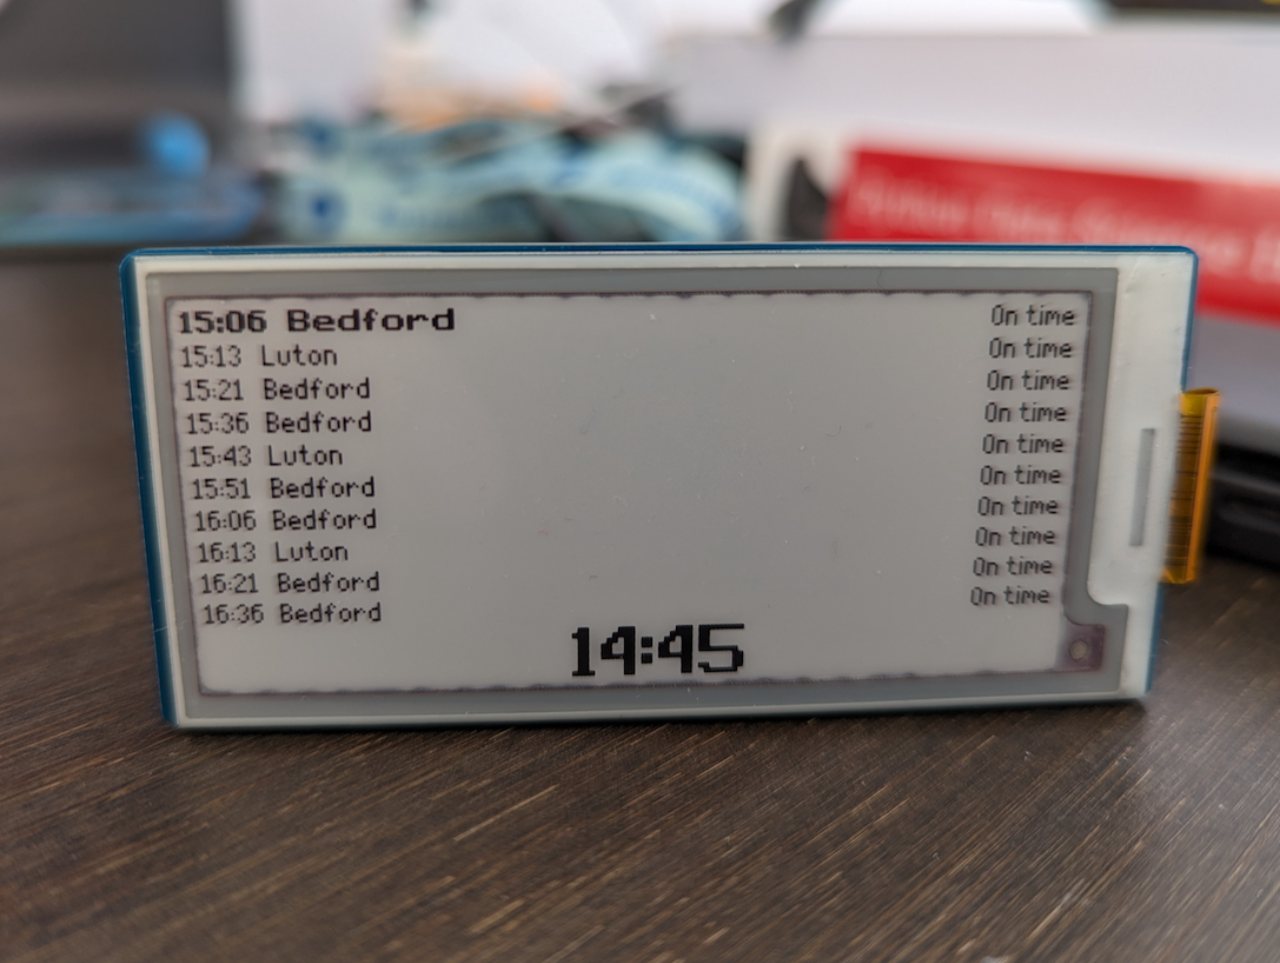 15:06 Bedford On time
15:13 Luton On time
15:21 Bedford On time
15:36 Bedford On time
15:43 Luton On time
15:51 Bedford On time
16:06 Bedford On time
16:13 Luton On time
16:21 Bedford On time
16:36 Bedford On time
14:45